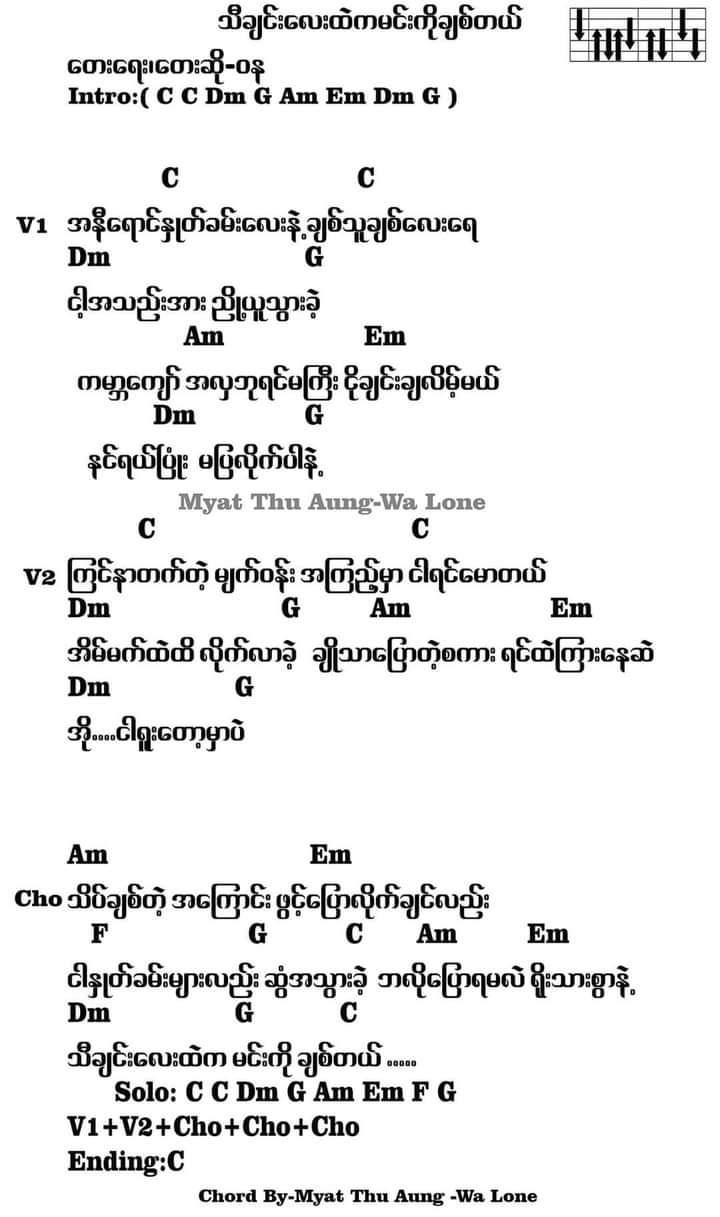 သီချင်းလေးထဲကမင်းကိုချစ်တယ်
တေးရေး၊တေးဆို-ဝန
Intro:( C C Dm G Am Em Dm G )
C C
V1 အနီရောင်နှုတ်ခမ်းလေးနဲ့ ချစ်သူချစ်လေးရေ
Dm G
ငါ့အသည်းအား ညှို့ယူသွားခဲ့
Am Em
ကမ္ဘာကျော် အလှဘုရင်မကြီး ငိုချင်းချလိမ့်မယ်
Dm G
နင်ရယ်ပြုံး မပြလိုက်ပါနဲ့
Myat Thu Aung-Wa Lone
C C
V2 ကြင်နာတက်တဲ့ မျက်ဝန်း အကြည့်မှာ ငါရင်မောတယ်
Dm G Am Em
အိမ်မက်ထဲထိ လိုက်လာခဲ့ ချိုသာပြောတဲ့စကား ရင်ထဲကြားနေဆဲ
Dm G
အို....ငါရူးတော့မှာပဲ
Am Em
Cho သိပ်ချစ်တဲ့ အကြောင်း ဖွင့်ပြောလိုက်ချင်လည်း
F G C Am Em
ငါနှုတ်ခမ်းများလည်း ဆွံအသွားခဲ့ ဘလိုပြောရမလဲ ရိုးသားစွာနဲ့
Dm G C
သီချင်းလေးထဲက မင်းကို ချစ်တယ် .....
Solo: C C Dm G Am Em F G
V1+V2+Cho+Cho+Cho
Ending:C
Chord By-Myat Thu Aung -Wa Lone